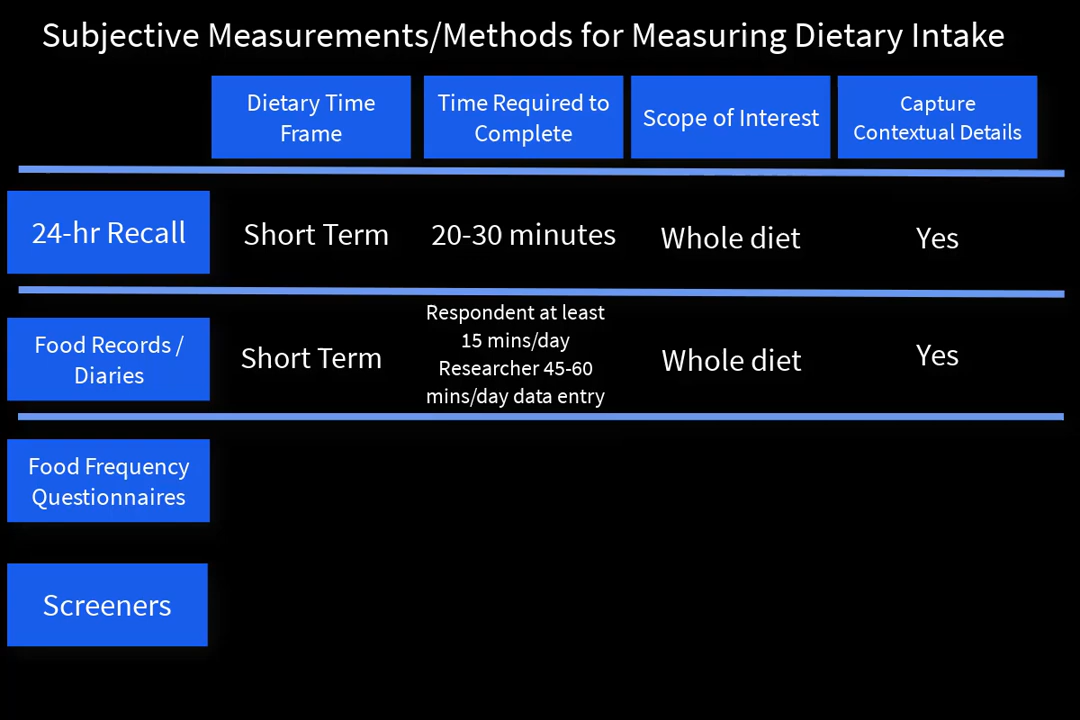 Subjective Measurements/Methods for Measuring Dietary Intake
Dietary Time
Frame
Time Required to
Complete
Scope of Interest
Capture
Contextual Details
24-hr Recall
Short Term
20-30 minutes
Whole diet
Yes
Food Records /
Diaries
Short Term
Respondent at least
15 mins/day
Researcher 45-60
mins/day data entry
Whole diet
Yes
Food Frequency
Questionnaires
Screeners